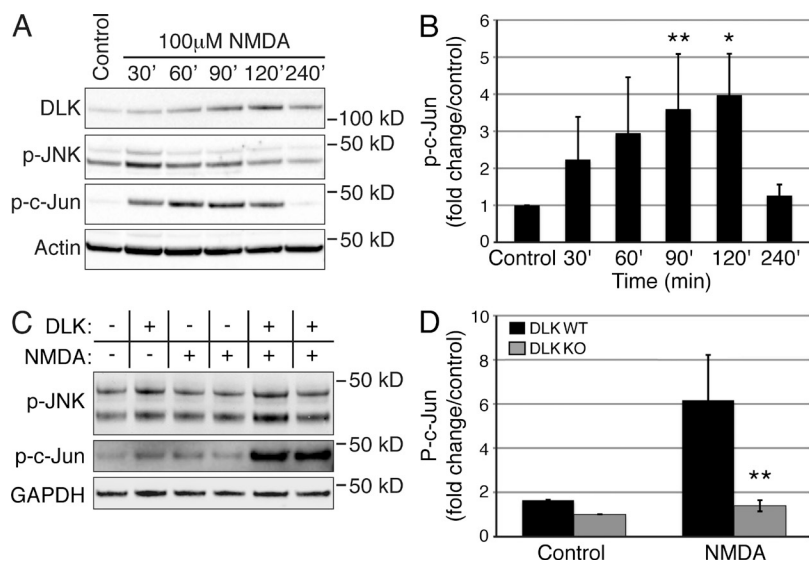 A
Control
100µM NMDA
30' 60' 90' 120' 240'
DLK
–100 kD
–50 kD
p-JNK
–50 kD
p-c-Jun
–50 kD
Actin
B
p-c-Jun
(fold change/control)
6
5
4
3
2
1
0
** *
Control 30' 60' 90' 120' 240'
Time (min)
C
DLK: - + - - + +
NMDA: - - + + + +
–50 kD
p-JNK
–50 kD
p-c-Jun
–50 kD
GAPDH
D
P-c-Jun
(fold change/control)
10
8
6
4
2
0
DLK WT
DLK KO
**
Control NMDA